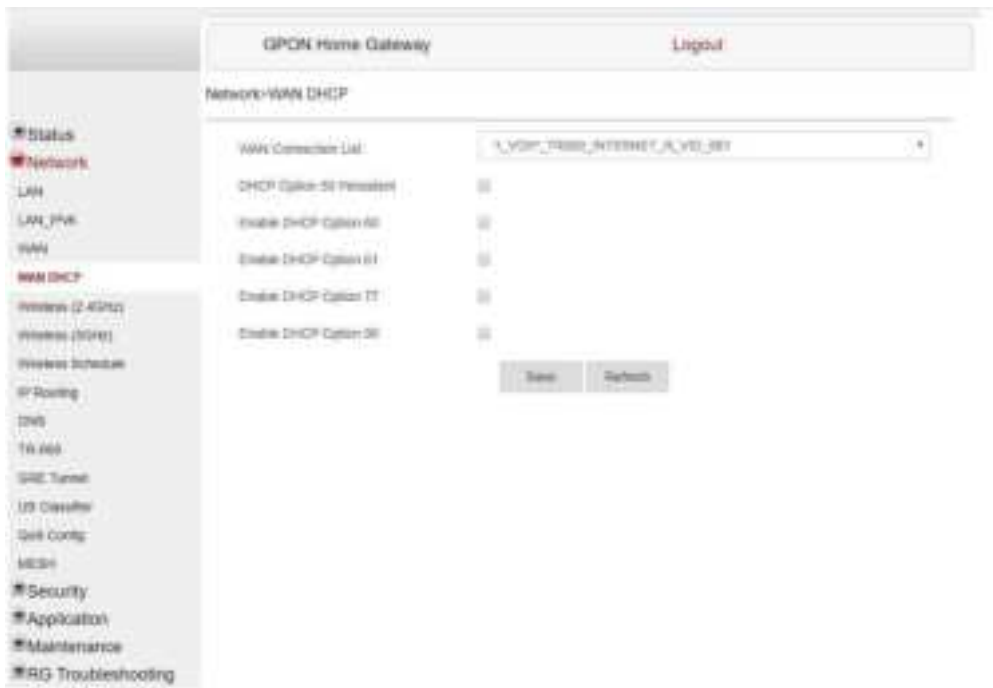 GPON Home Gateway
Logout
Network>WAN DHCP
Status
Network
LAN
LAN_IPv6
WAN
WAN DHCP
Wireless (2.4GHz)
Wireless (5GHz)
Wireless Schedule
IP Routing
DNS
TR-069
GRE Tunnel
US Classifier
QoS Config
MESH
Security
Application
Maintenance
RG Troubleshooting
WAN Connection List
DHCP Option 50 Persistent
Enable DHCP Option 60
Enable DHCP Option 61
Enable DHCP Option 77
Enable DHCP Option 90
Save
Refresh